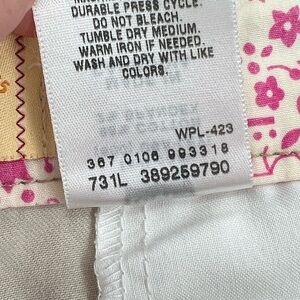 DURABLE PRESS CYCLE.
DO NOT BLEACH.
TUMBLE DRY MEDIUM.
WARM IRON IF NEEDED.
WASH AND DRY WITH LIKE
COLORS.
WPL-423
367 0106 993318
731L 389259790